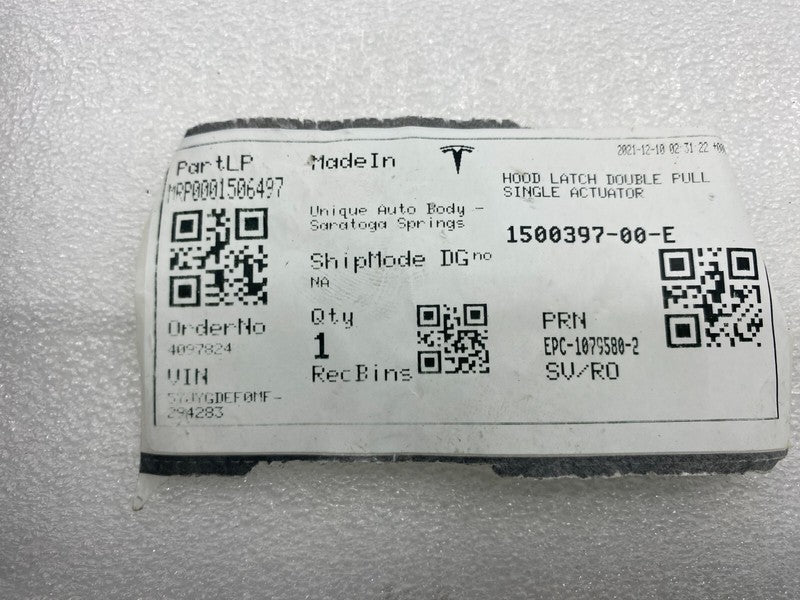 2021-12-10 02 31 22
PartLP
MRP0001506497
MadeIn
HOOD LATCH DOUBLE PULL
SINGLE ACTUATOR
Unique Auto Body -
Saratoga Springs
1500397-00-E
ShipMode DG no
NA
Qty
1
RecBins
OrderNo
4097824
VIN
294283
PRN
EPC-1079580-2
SV/RO